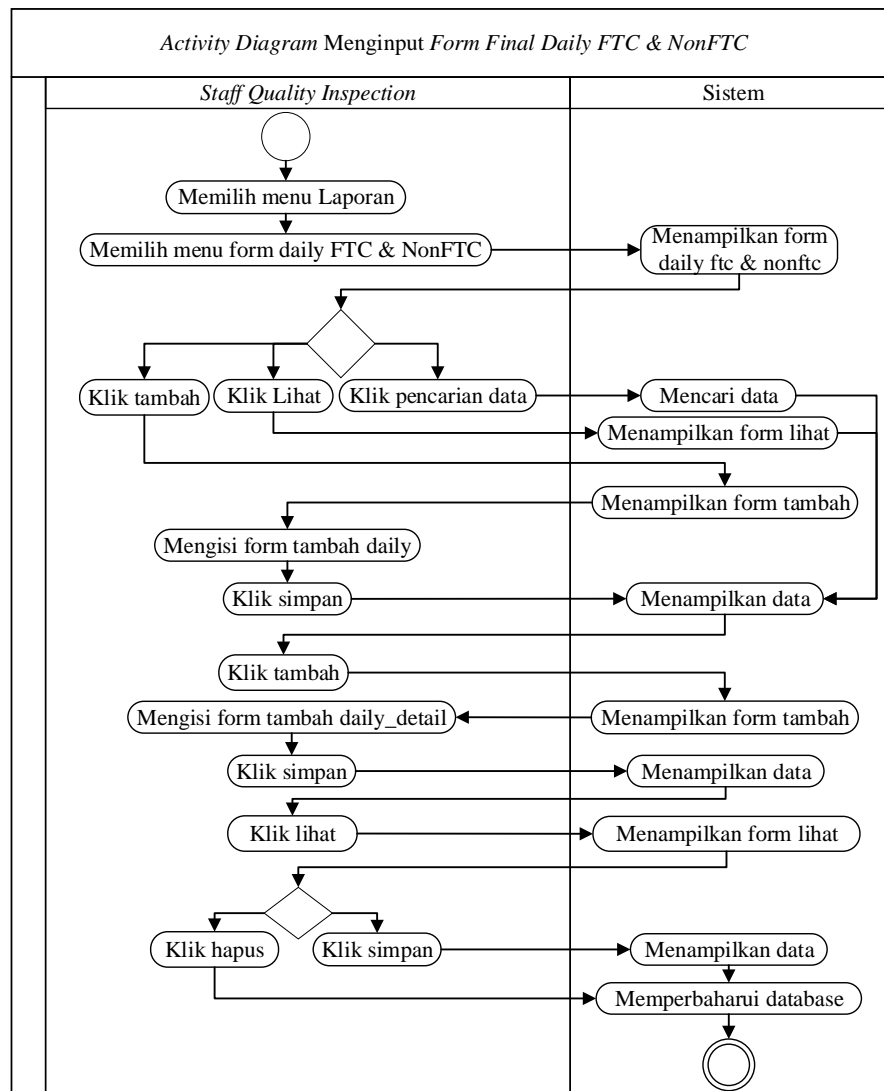 Activity Diagram Menginput Form Final Daily FTC & NonFTC
Staff Quality Inspection
Sistem
Memilih menu Laporan
Memilih menu form daily FTC & NonFTC
Menampilkan form
daily ftc & nonftc
Klik tambah
Klik Lihat
Klik pencarian data
Mencari data
Menampilkan form lihat
Menampilkan form tambah
Mengisi form tambah daily
Klik simpan
Menampilkan data
Klik tambah
Mengisi form tambah daily_detail
Menampilkan form tambah
Klik simpan
Menampilkan data
Klik lihat
Menampilkan form lihat
Klik hapus
Klik simpan
Menampilkan data
Memperbaharui database